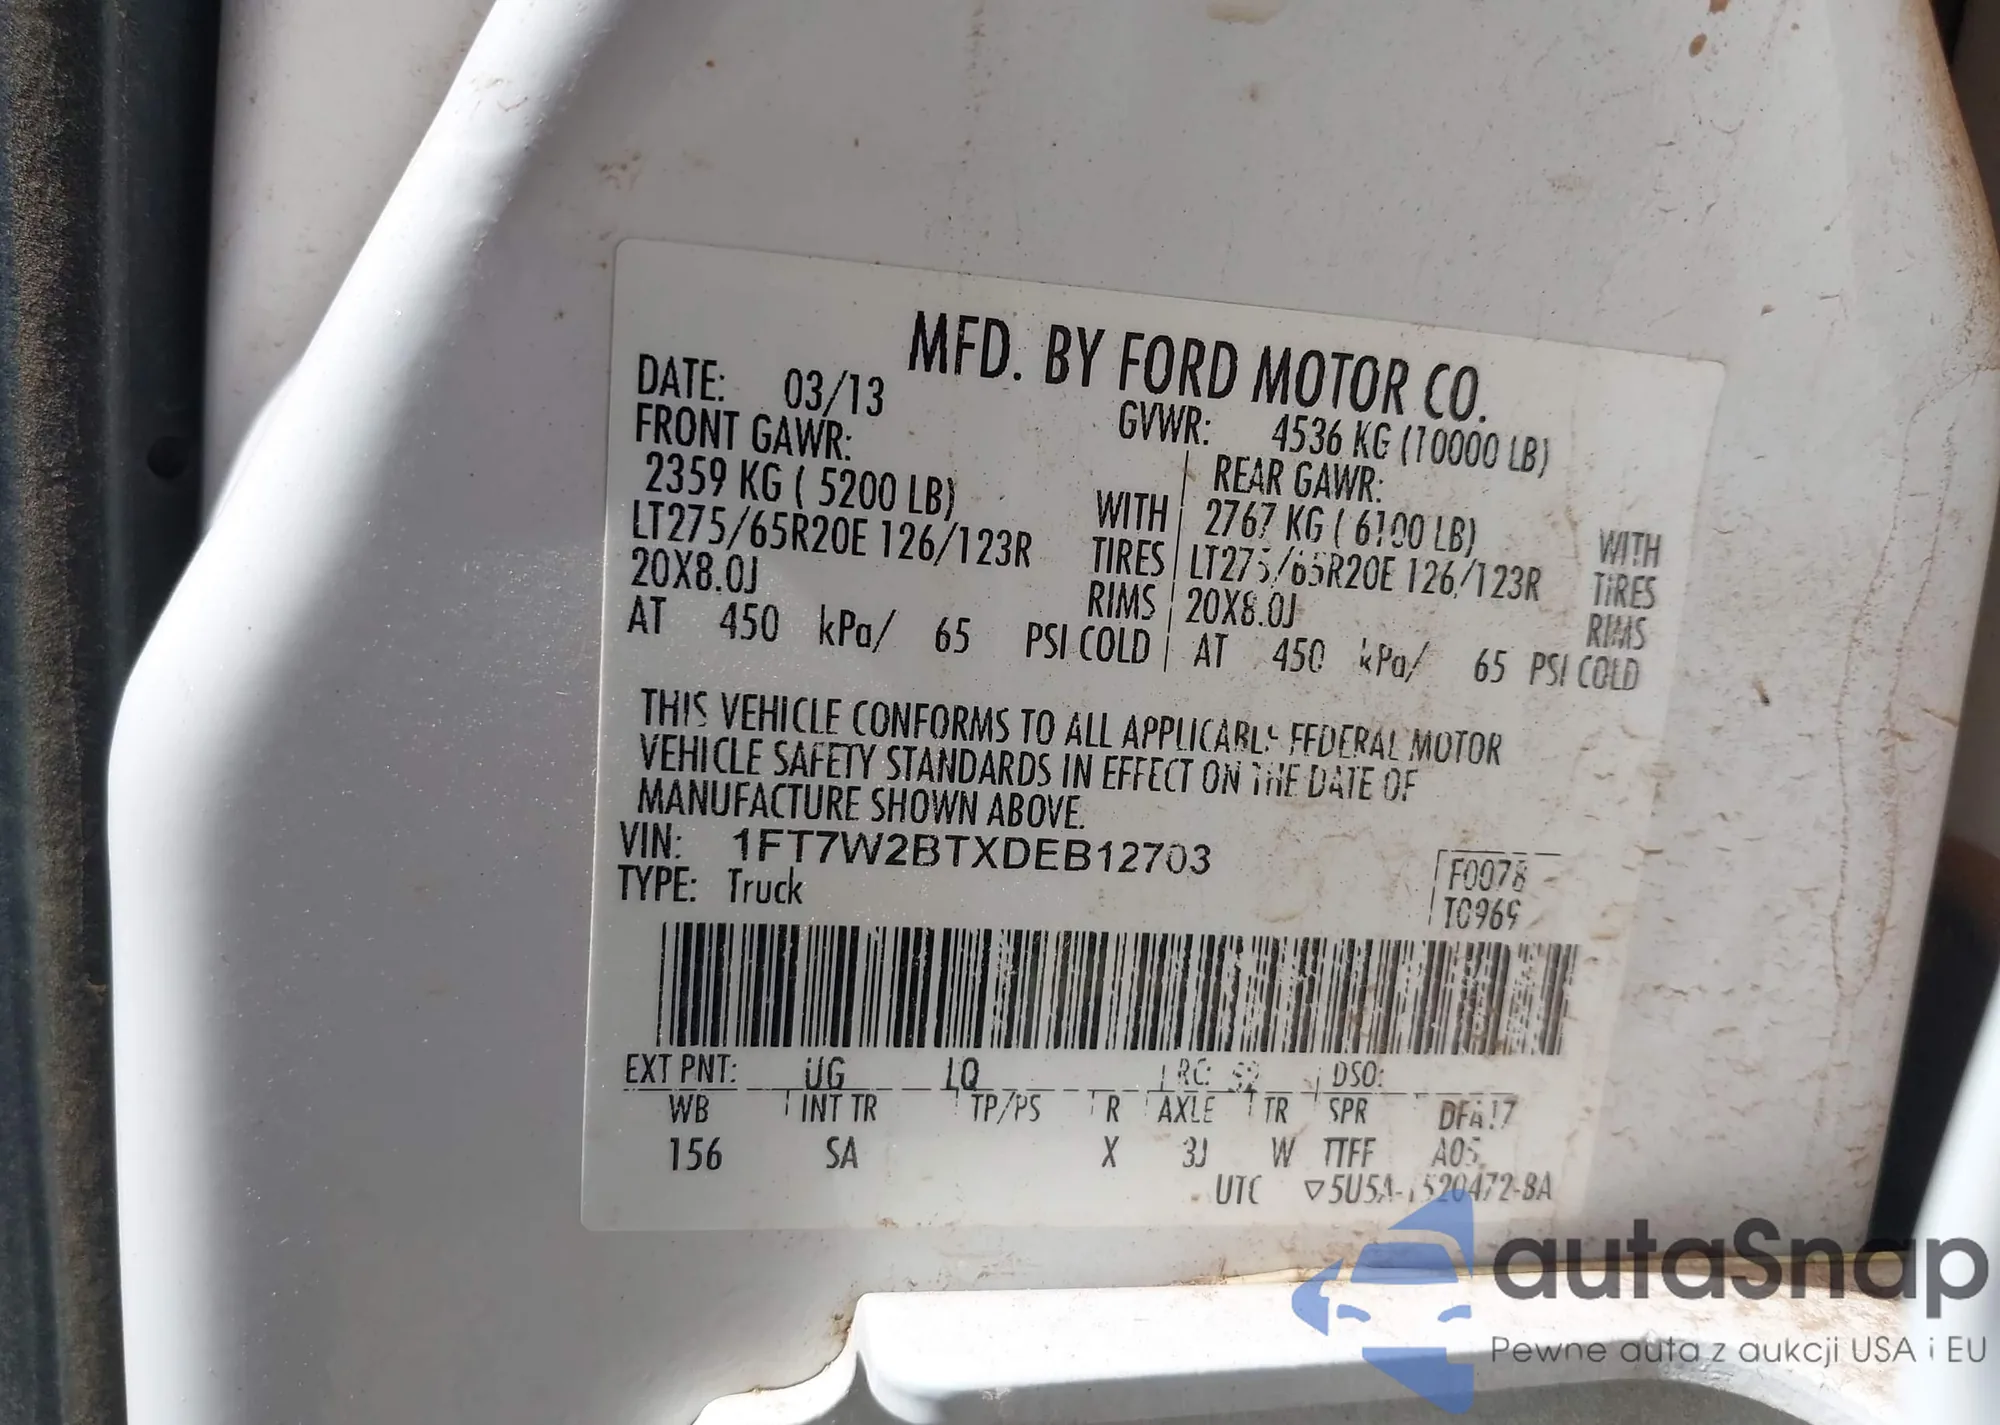 MFD. BY FORD MOTOR CO.
DATE: 03/13 GVWR: 4536 KG (10000 LB)
FRONT GAWR: REAR GAWR:
2359 KG ( 5200 LB) WITH 2767 KG ( 6100 LB) WITH
LT275/65R20E 126/123R TIRES LT275/65R20E 126/123R TIRES
20X8.0J RIMS 20X8.0J RIMS
AT 450 kPa/ 65 PSI COLD AT 450 kPa/ 65 PSI COLD
THIS VEHICLE CONFORMS TO ALL APPLICABLE FEDERAL MOTOR
VEHICLE SAFETY STANDARDS IN EFFECT ON THE DATE OF
MANUFACTURE SHOWN ABOVE.
VIN: 1FT7W2BTXDEB12703
TYPE: Truck
F0078
T0969
EXT PNT: UG LQ RC: DSO:
WB INT TR TP/PS R AXLE TR SPR
156 SA X 3J W TTFF
UTC ▽5U5A-1520472-BA
autaSnap
Pewne auta z aukcji USA i EU